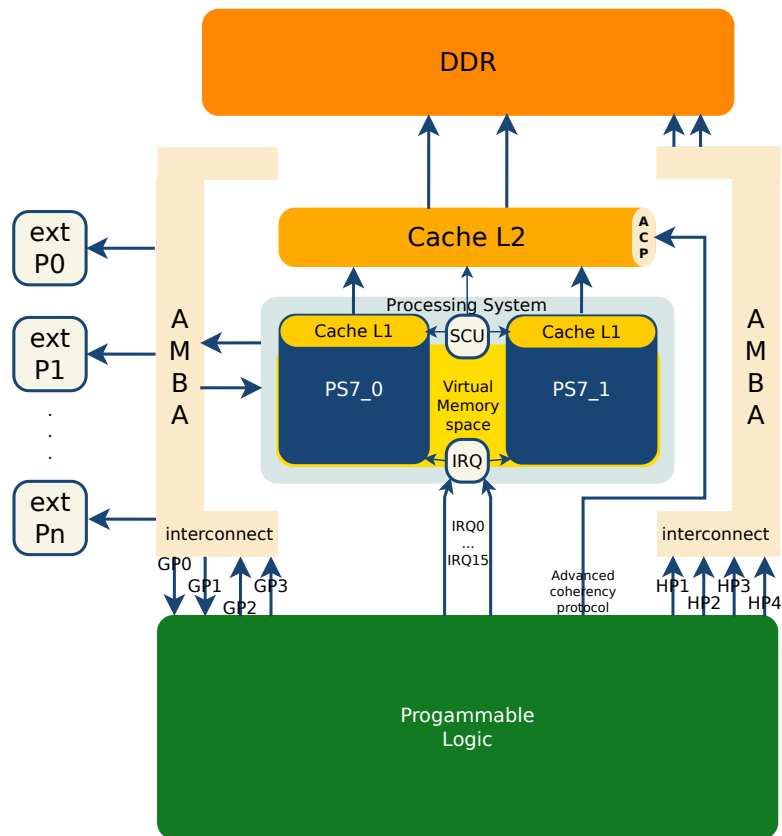 DDR
Cache L2
A
C
P
ext
P0
Processing System
Cache L1
SCU
Cache L1
A
M
B
A
A
M
B
A
ext
P1
PS7_0
Virtual
Memory
space
PS7_1
.
.
.
IRQ
ext
Pn
interconnect
IRQ0
...
IRQ15
interconnect
GP0
GP1
GP2
GP3
Advanced
coherency
protocol
HP1
HP2
HP3
HP4
Progammable
Logic